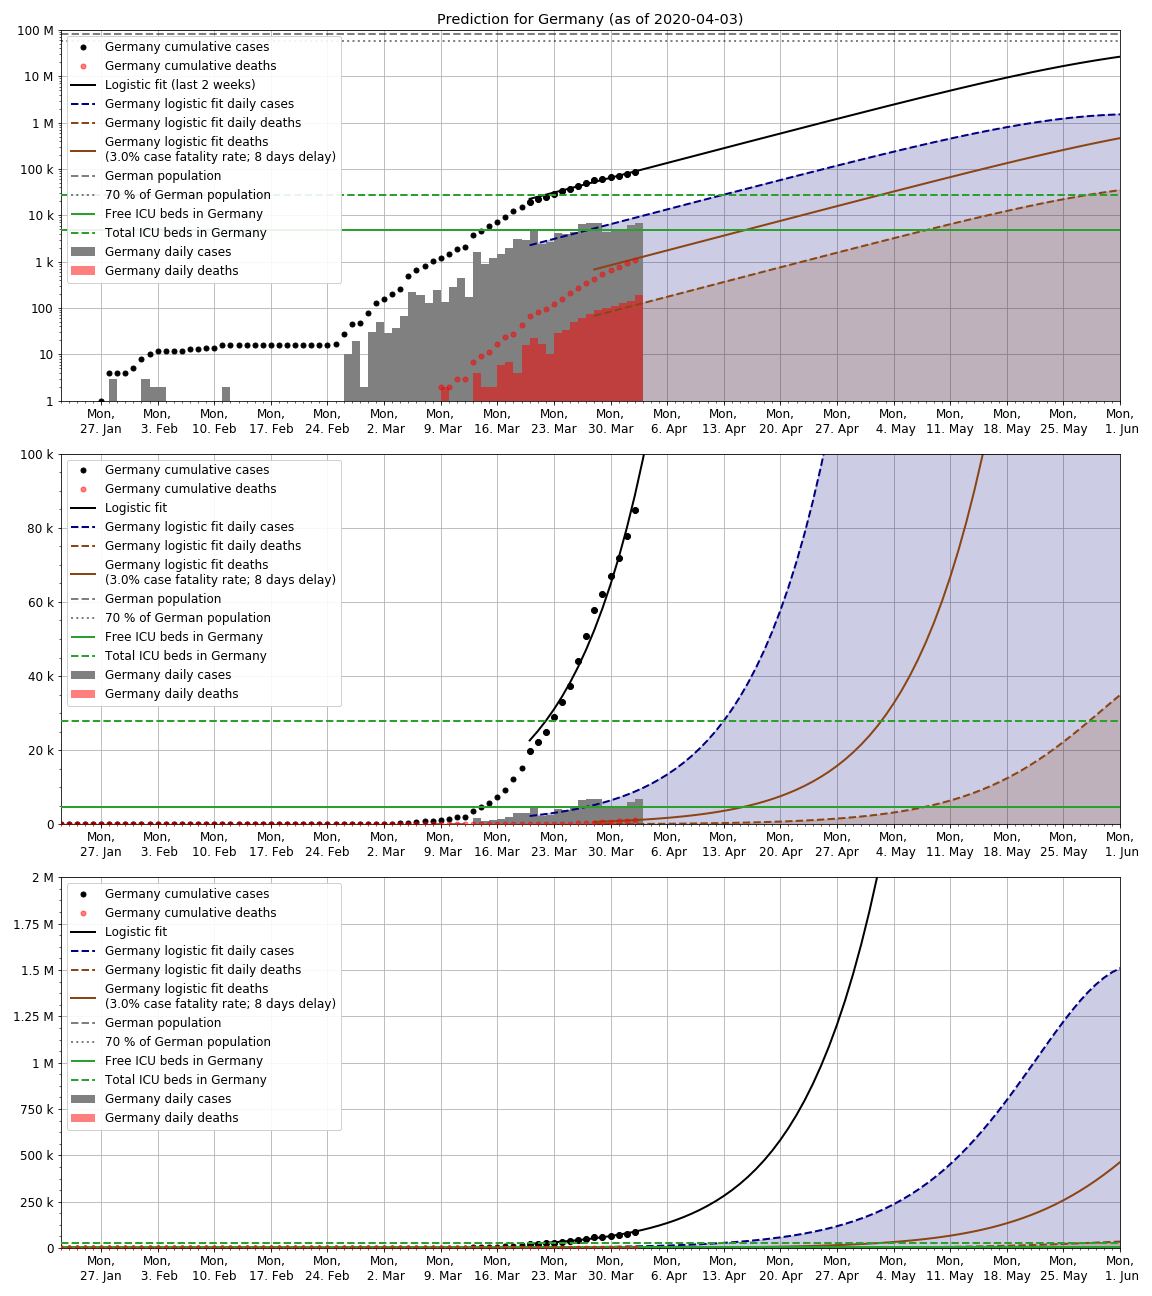 Prediction for Germany (as of 2020-04-03)
100 M
10 M
1 M
100 k
10 k
1 k
100
10
1
Germany cumulative cases
Germany cumulative deaths
Logistic fit (last 2 weeks)
Germany logistic fit daily cases
Germany logistic fit daily deaths
Germany logistic fit deaths
(3.0% case fatality rate; 8 days delay)
German population
70 % of German population
Free ICU beds in Germany
Total ICU beds in Germany
Germany daily cases
Germany daily deaths
Mon, Mon, Mon, Mon, Mon, Mon, Mon, Mon, Mon, Mon, Mon, Mon, Mon, Mon, Mon, Mon, Mon, Mon, Mon,
27. Jan 3. Feb 10. Feb 17. Feb 24. Feb 2. Mar 9. Mar 16. Mar 23. Mar 30. Mar 6. Apr 13. Apr 20. Apr 27. Apr 4. May 11. May 18. May 25. May 1. Jun
100 k
80 k
60 k
40 k
20 k
0
Germany cumulative cases
Germany cumulative deaths
Logistic fit
Germany logistic fit daily cases
Germany logistic fit daily deaths
Germany logistic fit deaths
(3.0% case fatality rate; 8 days delay)
German population
70 % of German population
Free ICU beds in Germany
Total ICU beds in Germany
Germany daily cases
Germany daily deaths
Mon, Mon, Mon, Mon, Mon, Mon, Mon, Mon, Mon, Mon, Mon, Mon, Mon, Mon, Mon, Mon, Mon, Mon, Mon,
27. Jan 3. Feb 10. Feb 17. Feb 24. Feb 2. Mar 9. Mar 16. Mar 23. Mar 30. Mar 6. Apr 13. Apr 20. Apr 27. Apr 4. May 11. May 18. May 25. May 1. Jun
2 M
1.75 M
1.5 M
1.25 M
1 M
750 k
500 k
250 k
0
Germany cumulative cases
Germany cumulative deaths
Logistic fit
Germany logistic fit daily cases
Germany logistic fit daily deaths
Germany logistic fit deaths
(3.0% case fatality rate; 8 days delay)
German population
70 % of German population
Free ICU beds in Germany
Total ICU beds in Germany
Germany daily cases
Germany daily deaths
Mon, Mon, Mon, Mon, Mon, Mon, Mon, Mon, Mon, Mon, Mon, Mon, Mon, Mon, Mon, Mon, Mon, Mon, Mon,
27. Jan 3. Feb 10. Feb 17. Feb 24. Feb 2. Mar 9. Mar 16. Mar 23. Mar 30. Mar 6. Apr 13. Apr 20. Apr 27. Apr 4. May 11. May 18. May 25. May 1. Jun